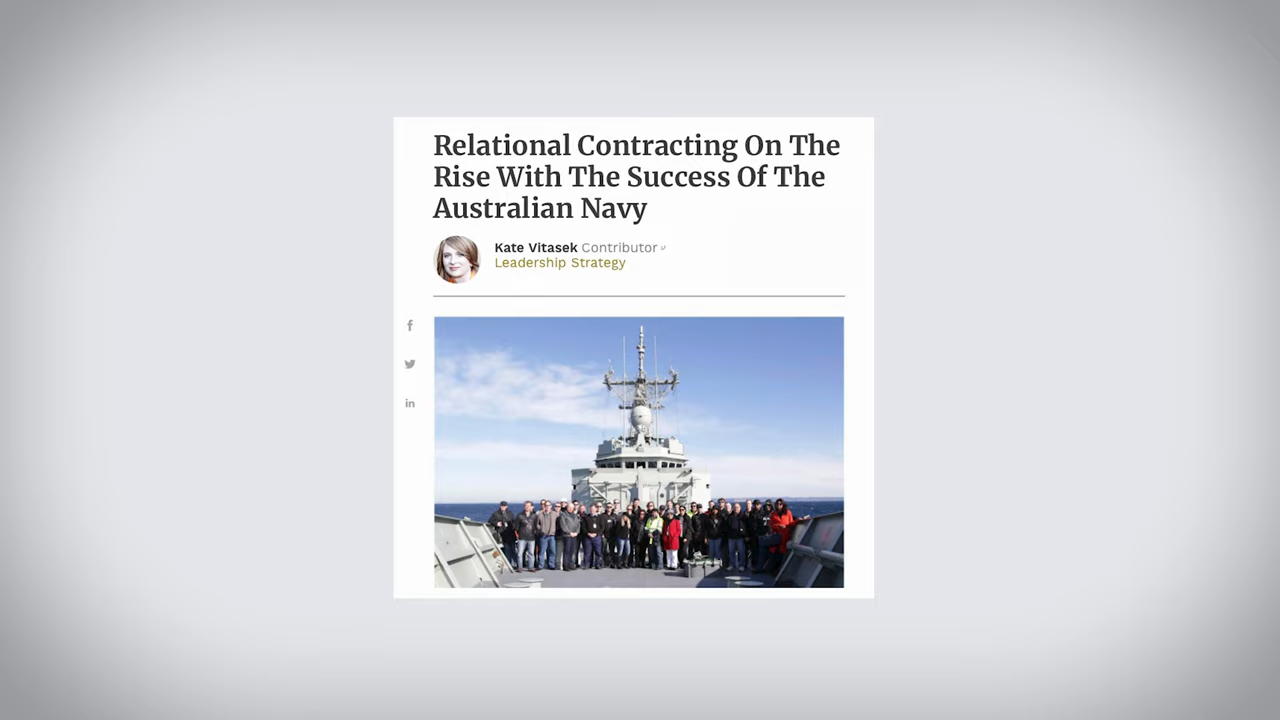 Relational Contracting On The
Rise With The Success Of The
Australian Navy
Kate Vitasek Contributor
Leadership Strategy
f
in